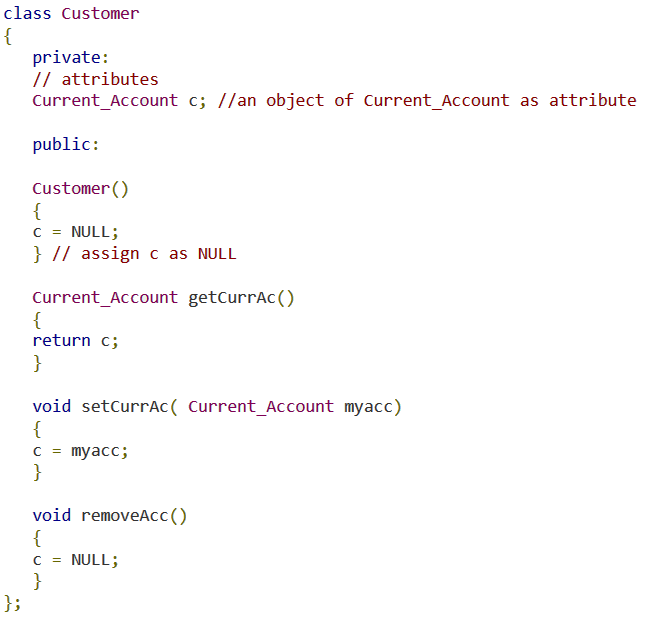 class Customer
{
private:
// attributes
Current_Account c; //an object of Current_Account as attribute
public:
Customer()
{
c = NULL;
} // assign c as NULL
Current_Account getCurrAc()
{
return c;
}
void setCurrAc( Current_Account myacc)
{
c = myacc;
}
void removeAcc()
{
c = NULL;
}
};